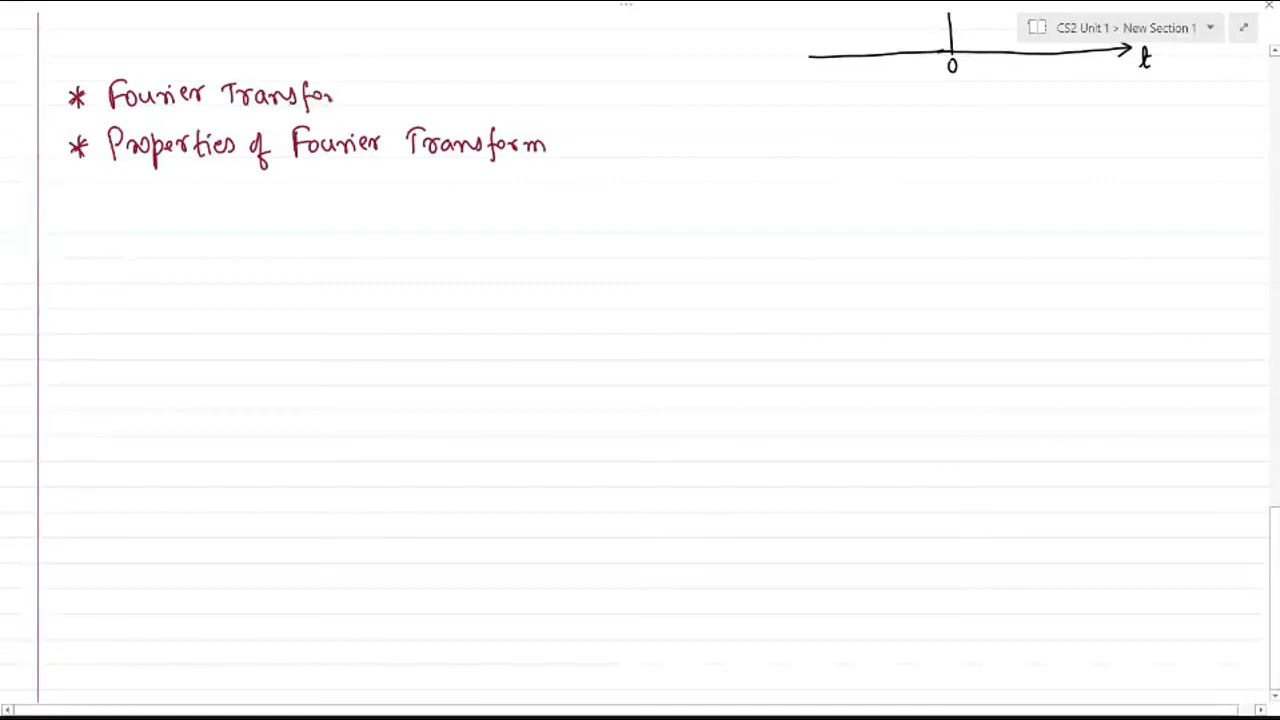 CS2 Unit 1 > New Section 1
0 t
* Fourier Transfor
* Properties of Fourier Transform